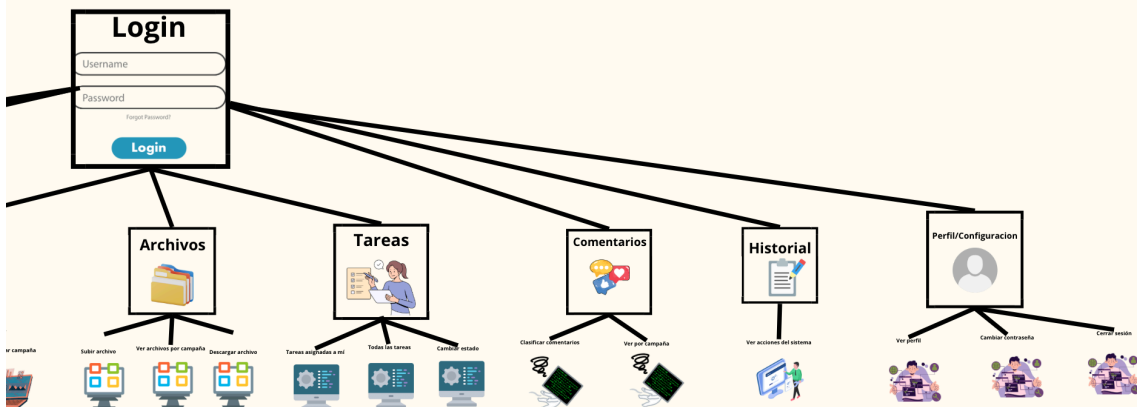 Login
Username
Password
Forgot Password?
Login
Archivos
Tareas
Comentarios
Historial
Perfil/Configuracion
ar campaña
Subir archivo
Ver archivos por campaña
Descargar archivo
Tareas asignadas a mí
Todas las tareas
Cambiar estado
Clasificar comentarios
Ver por campaña
Ver acciones del sistema
Ver perfil
Cambiar contraseña
Cerrar sesión